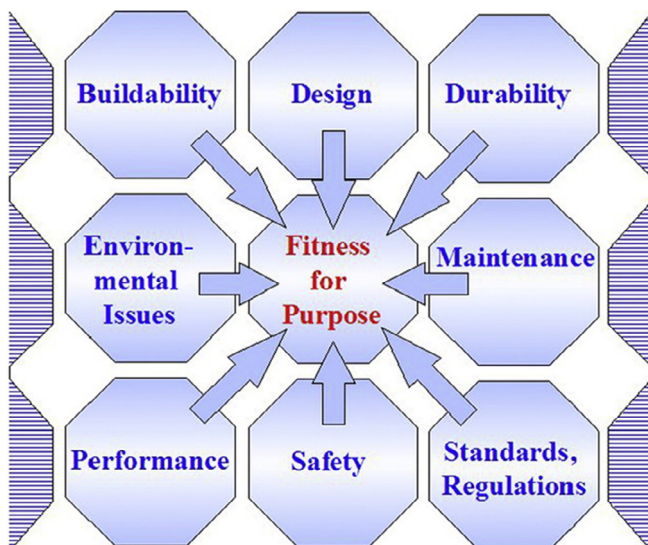 Buildability
Design
Durability
Environ-
mental
Issues
Fitness
for
Purpose
Maintenance
Performance
Safety
Standards,
Regulations